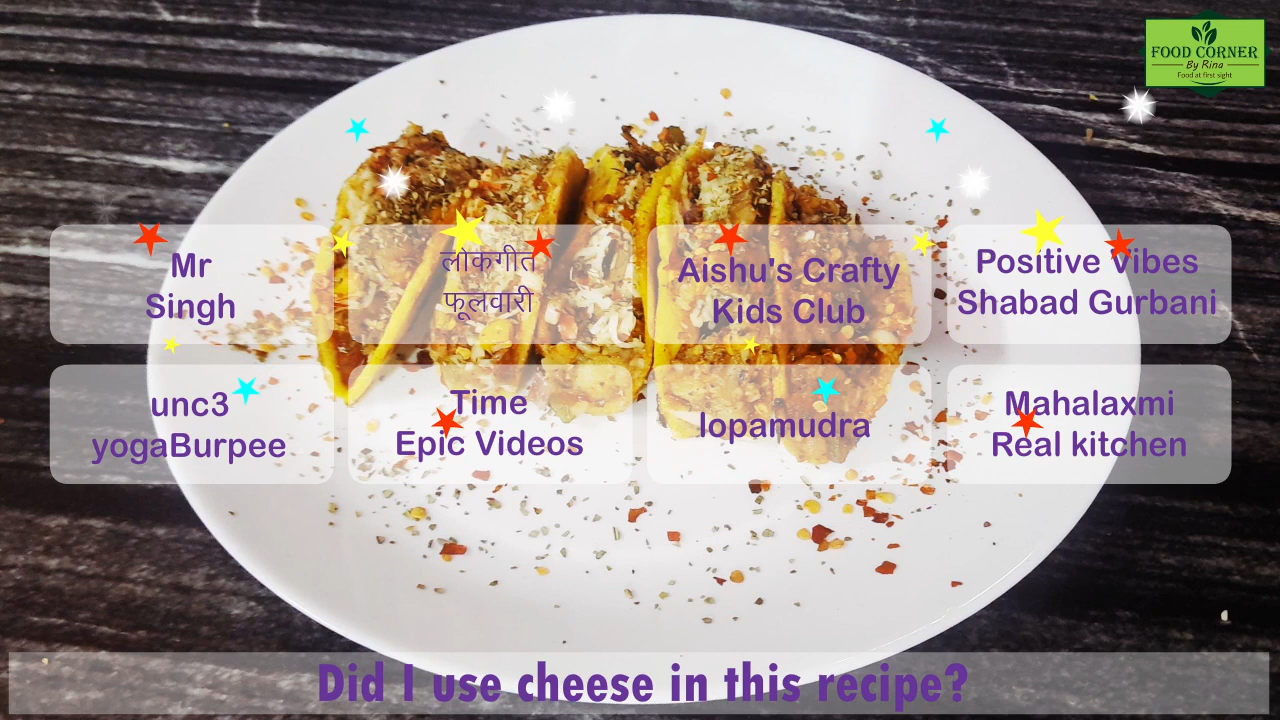 FOOD CORNER
By Rina
Food at first sight
Mr
Singh
लोकगीत
फूलवारी
Aishu's Crafty
Kids Club
Positive Vibes
Shabad Gurbani
unc3
yogaBurpee
Time
Epic Videos
lopamudra
Mahalaxmi
Real kitchen
Did I use cheese in this recipe?